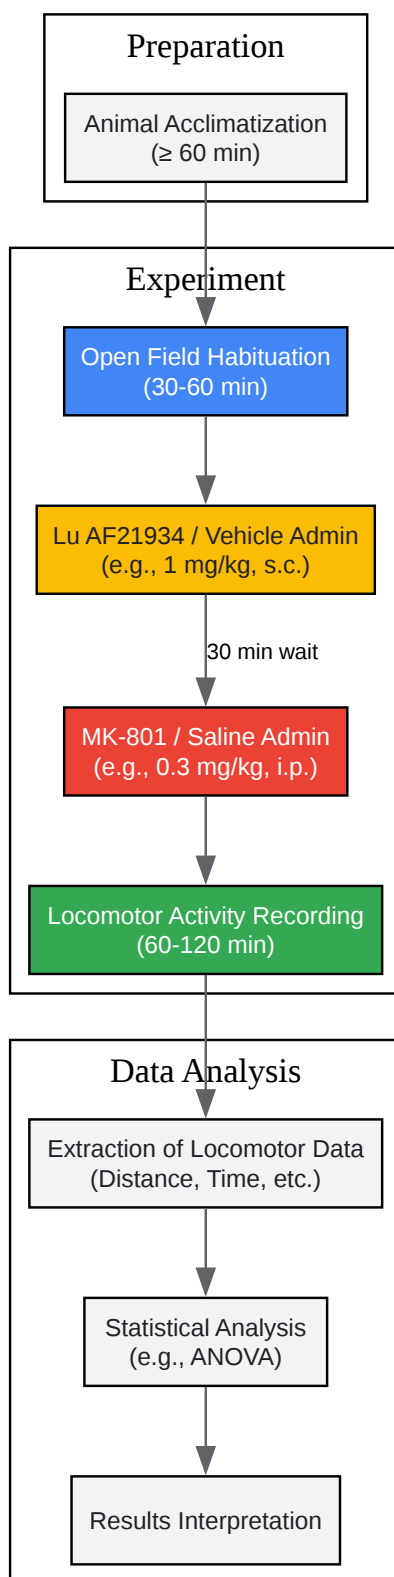 Preparation
Animal Acclimatization
(≥ 60 min)
Experiment
Open Field Habituation
(30-60 min)
Lu AF21934 / Vehicle Admin
(e.g., 1 mg/kg, s.c.)
30 min wait
MK-801 / Saline Admin
(e.g., 0.3 mg/kg, i.p.)
Locomotor Activity Recording
(60-120 min)
Data Analysis
Extraction of Locomotor Data
(Distance, Time, etc.)
Statistical Analysis
(e.g., ANOVA)
Results Interpretation